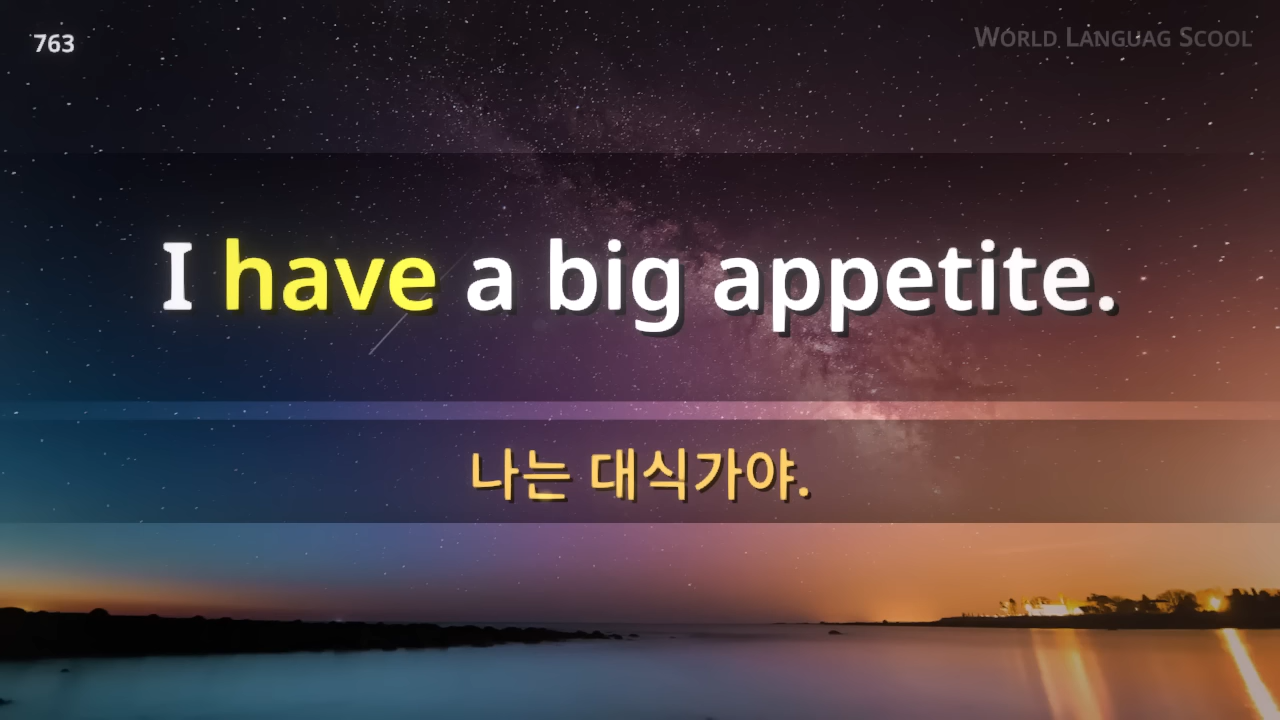 763
World Languag Scool
I have a big appetite.
나는 대식가야.